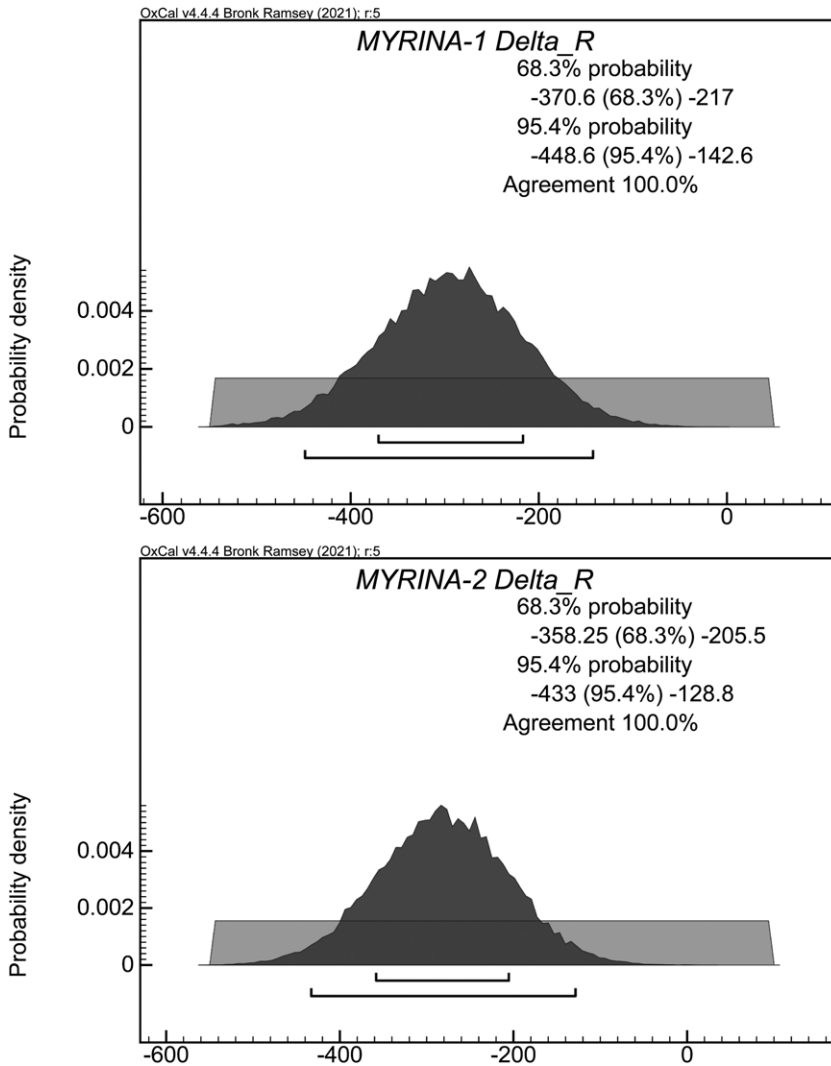 OxCal v4.4.4 Bronk Ramsey (2021); r:5
MYRINA-1 Delta_R
68.3% probability
-370.6 (68.3%) -217
95.4% probability
-448.6 (95.4%) -142.6
Agreement 100.0%
Probability density
0.004
0.002
0
-600 -400 -200 0
OxCal v4.4.4 Bronk Ramsey (2021); r:5
MYRINA-2 Delta_R
68.3% probability
-358.25 (68.3%) -205.5
95.4% probability
-433 (95.4%) -128.8
Agreement 100.0%
Probability density
0.004
0.002
0
-600 -400 -200 0